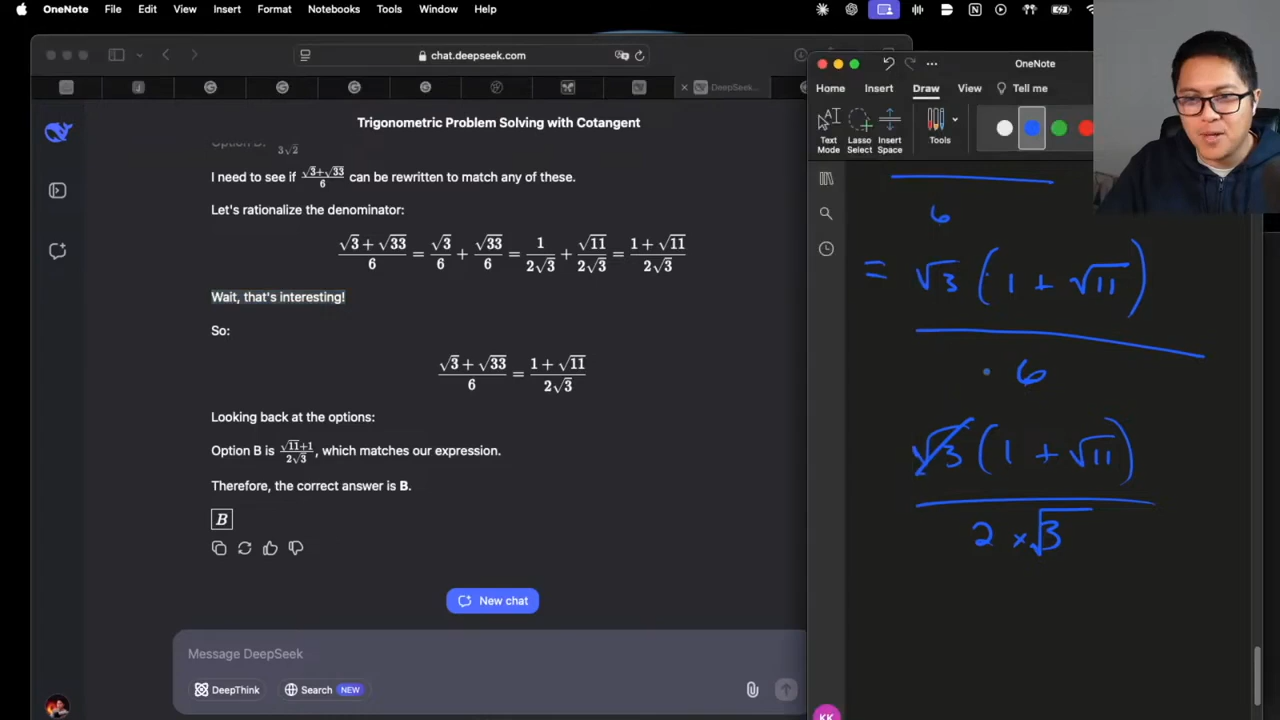 OneNote File Edit View Insert Format Notebooks Tools Window Help
chat.deepseek.com
DeepSeek...
Trigonometric Problem Solving with Cotangent
3√2
I need to see if (√3+√33)/6 can be rewritten to match any of these.
Let's rationalize the denominator:
(√3 + √33)/6 = √3/6 + √33/6 = 1/(2√3) + √11/(2√3) = (1 + √11)/(2√3)
Wait, that's interesting!
So:
(√3 + √33)/6 = (1 + √11)/(2√3)
Looking back at the options:
Option B is (√11+1)/(2√3), which matches our expression.
Therefore, the correct answer is B.
B
New chat
Message DeepSeek
DeepThink
Search NEW
OneNote
Home Insert Draw View Tell me
Text Mode
Lasso Select
Insert Space
Tools
6
= √3 (1 + √11)
6
√3 (1 + √11)
2 × √3
KK